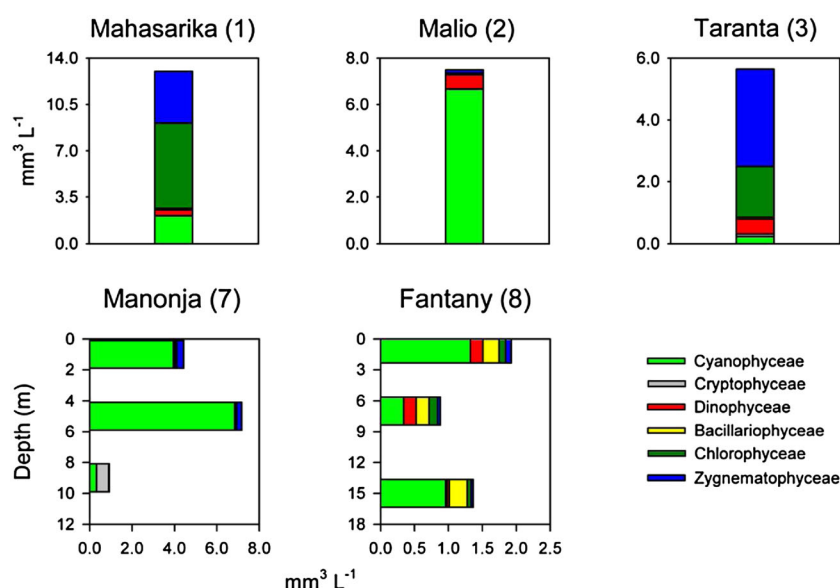 Mahasarika (1)
Malio (2)
Taranta (3)
mm³ L⁻¹
14.0
10.5
7.0
3.5
0.0
8.0
6.0
4.0
2.0
0.0
6.0
4.0
2.0
0.0
Manonja (7)
Fantany (8)
Depth (m)
0
2
4
6
8
10
12
0.0 2.0 4.0 6.0 8.0
0
3
6
9
12
15
18
0.0 0.5 1.0 1.5 2.0 2.5
mm³ L⁻¹
Cyanophyceae
Cryptophyceae
Dinophyceae
Bacillariophyceae
Chlorophyceae
Zygnematophyceae